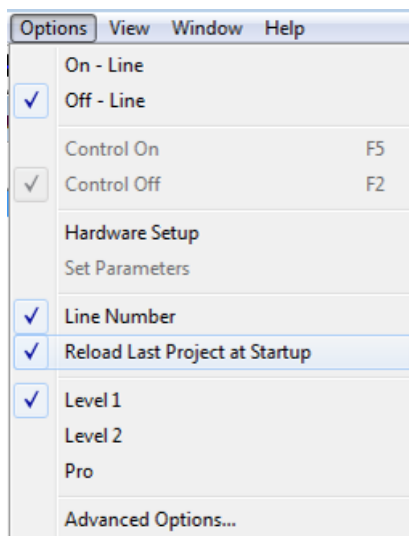 Options View Window Help
On - Line
Off - Line
Control On F5
Control Off F2
Hardware Setup
Set Parameters
Line Number
Reload Last Project at Startup
Level 1
Level 2
Pro
Advanced Options...